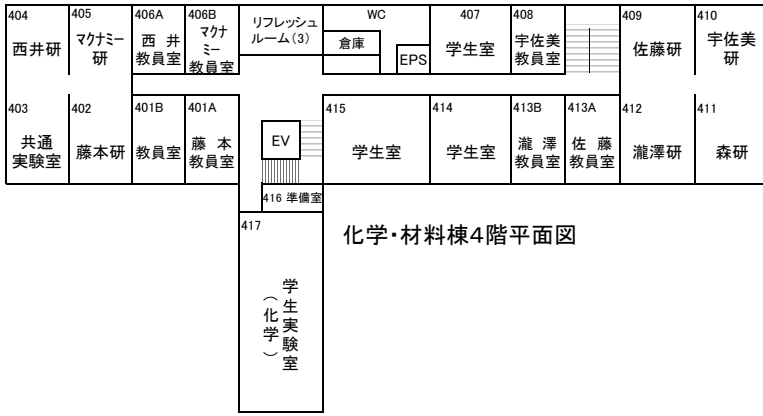 404
西井研
405
マクナミー
研
406A
西 井
教員室
406B
マクナ
ミー
教員室
リフレッシュ
ルーム(3)
WC
倉庫
EPS
407
学生室
408
宇佐美
教員室
409
佐藤研
410
宇佐美
研
403
共通
実験室
402
藤本研
401B
教員室
401A
藤 本
教員室
EV
415
学生室
414
学生室
413B
瀧 澤
教員室
413A
佐 藤
教員室
412
瀧澤研
411
森研
416 準備室
417
学生実験室
(化学)
化学・材料棟4階平面図